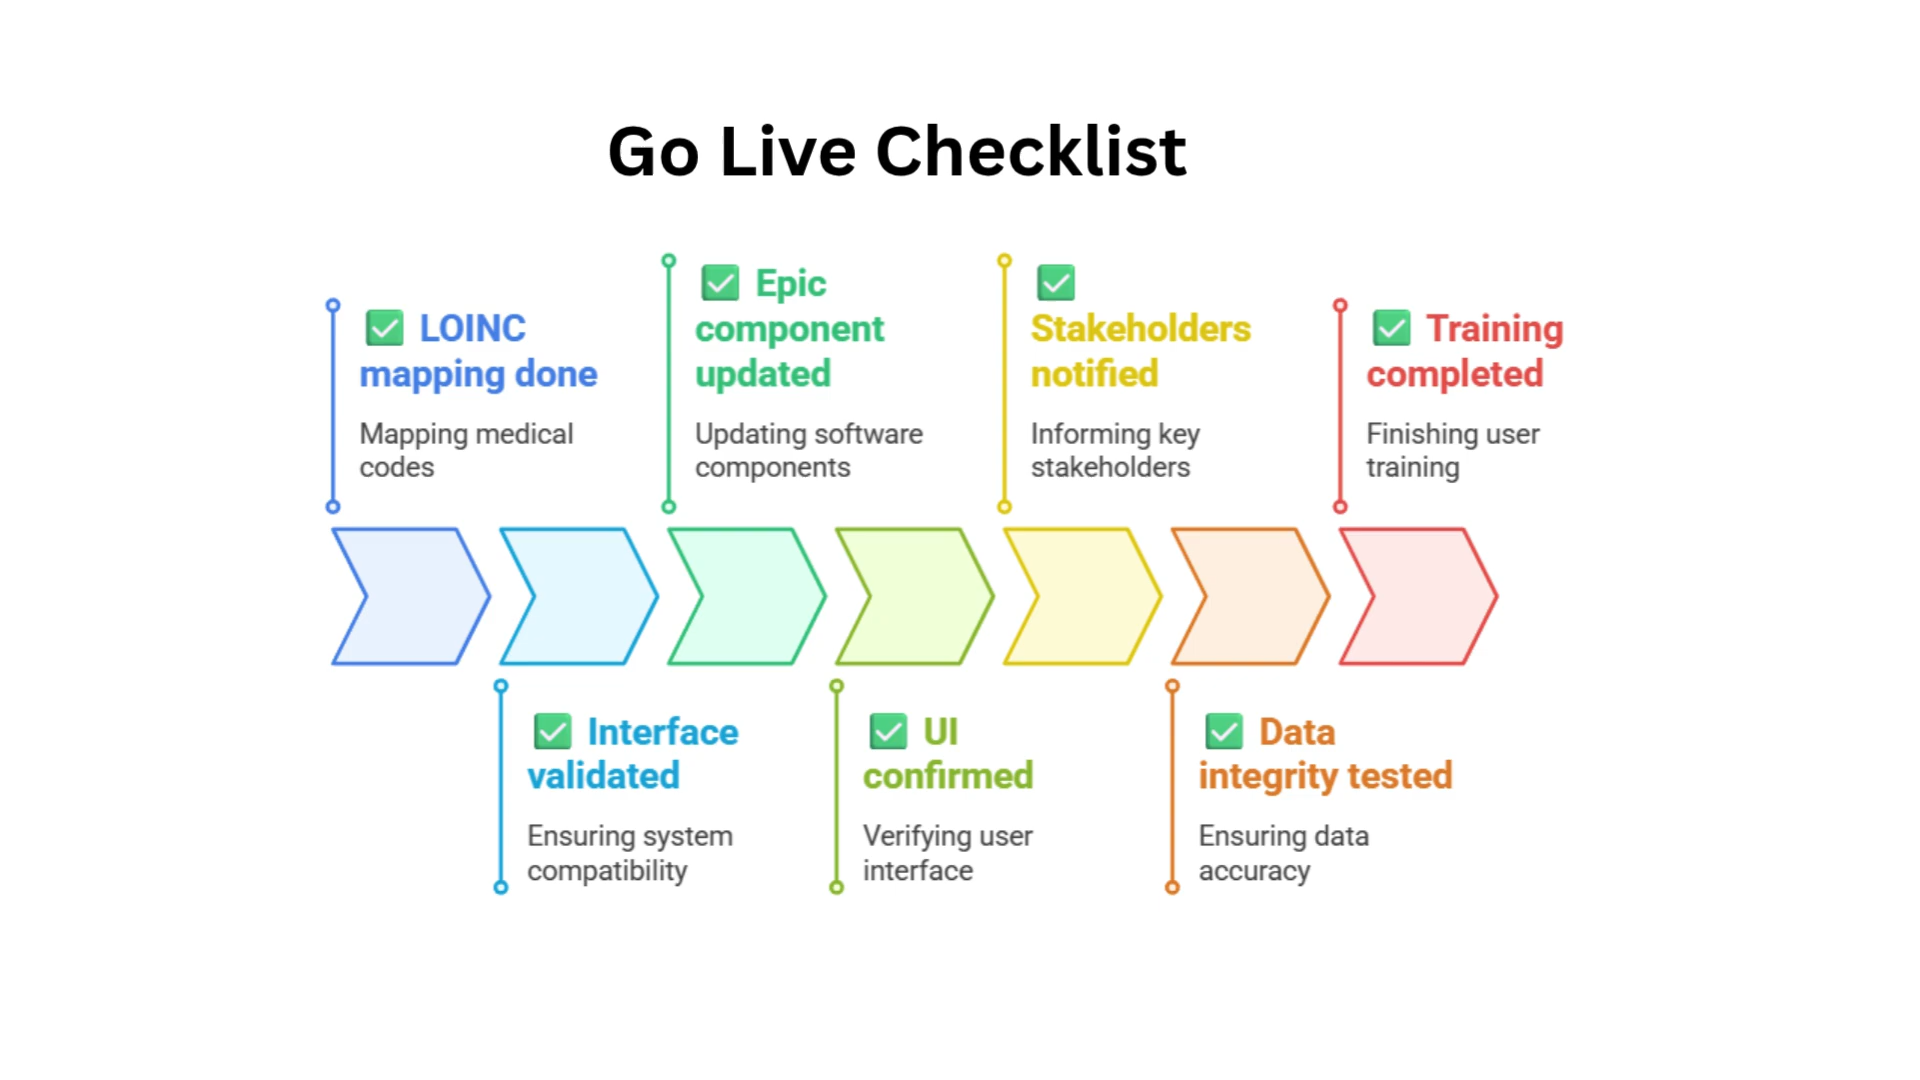 Go Live Checklist
✅ LOINC
mapping done
Mapping medical
codes
✅ Interface
validated
Ensuring system
compatibility
✅ Epic
component
updated
Updating software
components
✅ UI
confirmed
Verifying user
interface
✅
Stakeholders
notified
Informing key
stakeholders
✅ Data
integrity tested
Ensuring data
accuracy
✅ Training
completed
Finishing user
training